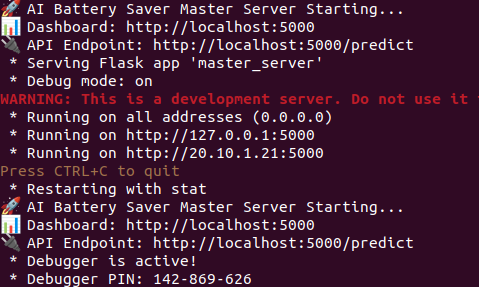 🚀 AI Battery Saver Master Server Starting...
📊 Dashboard: http://localhost:5000
🔌 API Endpoint: http://localhost:5000/predict
* Serving Flask app 'master_server'
* Debug mode: on
WARNING: This is a development server. Do not use it
* Running on all addresses (0.0.0.0)
* Running on http://127.0.0.1:5000
* Running on http://20.10.1.21:5000
Press CTRL+C to quit
* Restarting with stat
🚀 AI Battery Saver Master Server Starting...
📊 Dashboard: http://localhost:5000
🔌 API Endpoint: http://localhost:5000/predict
* Debugger is active!
* Debugger PIN: 142-869-626